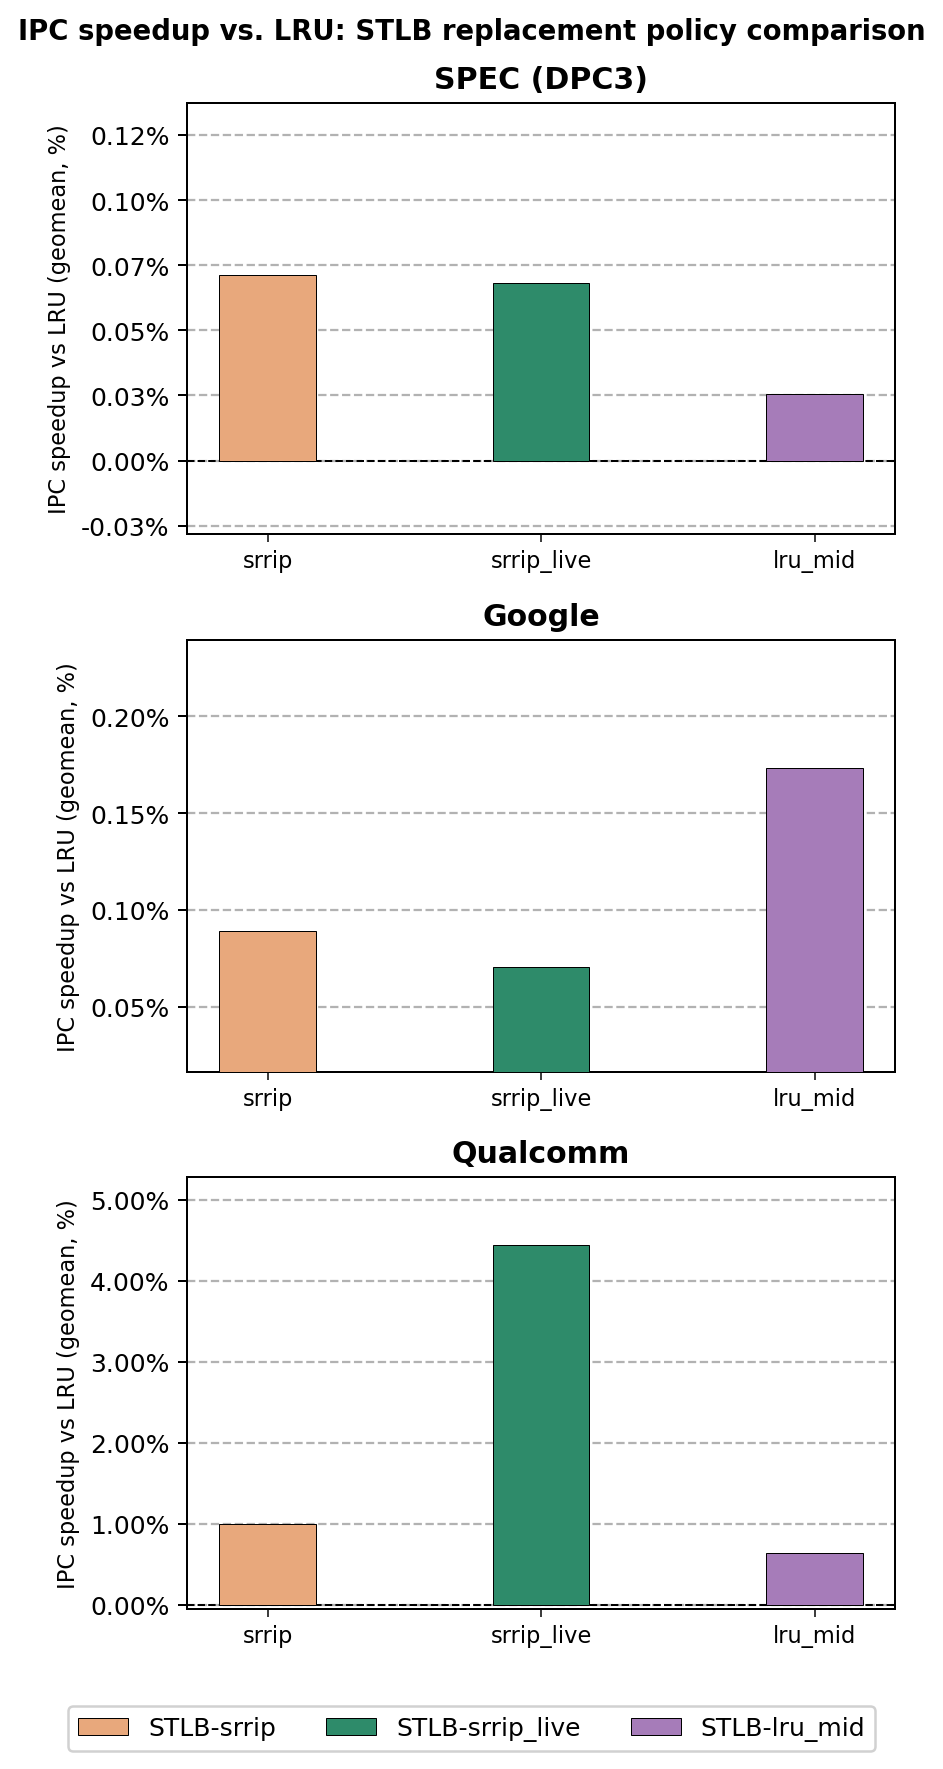 IPC speedup vs. LRU: STLB replacement policy comparison
SPEC (DPC3)
IPC speedup vs LRU (geomean, %)
0.12%
0.10%
0.07%
0.05%
0.03%
0.00%
-0.03%
srrip srrip_live lru_mid
Google
IPC speedup vs LRU (geomean, %)
0.20%
0.15%
0.10%
0.05%
srrip srrip_live lru_mid
Qualcomm
IPC speedup vs LRU (geomean, %)
5.00%
4.00%
3.00%
2.00%
1.00%
0.00%
srrip srrip_live lru_mid
STLB-srrip STLB-srrip_live STLB-lru_mid